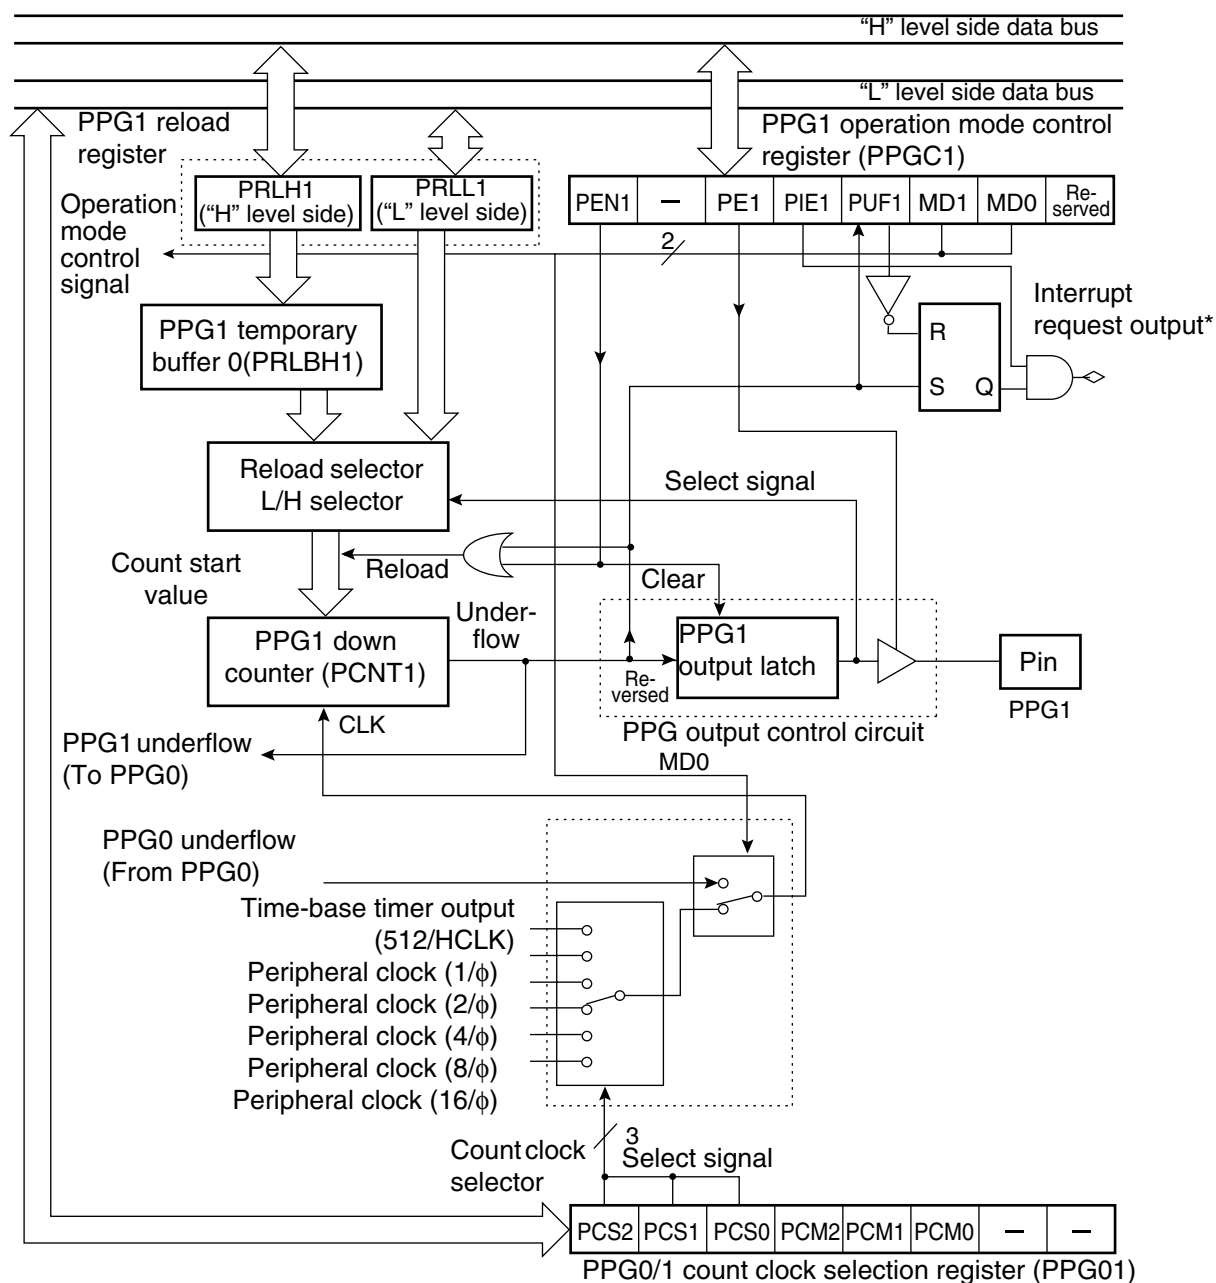 “H” level side data bus
“L” level side data bus
PPG1 reload
register
PPG1 operation mode control
register (PPGC1)
PRLH1
(“H” level side)
PRLL1
(“L” level side)
PEN1
—
PE1
PIE1
PUF1
MD1
MD0
Re-
served
Operation
mode
control
signal
2
Interrupt
request output*
PPG1 temporary
buffer 0(PRLBH1)
R
S
Q
Reload selector
L/H selector
Select signal
Count start
value
Reload
Clear
Under-
flow
PPG1 down
counter (PCNT1)
PPG1
output latch
Re-
versed
Pin
PPG1
CLK
PPG output control circuit
PPG1 underflow
(To PPG0)
MD0
PPG0 underflow
(From PPG0)
Time-base timer output
(512/HCLK)
Peripheral clock (1/ϕ)
Peripheral clock (2/ϕ)
Peripheral clock (4/ϕ)
Peripheral clock (8/ϕ)
Peripheral clock (16/ϕ)
Count clock
selector
3
Select signal
PCS2
PCS1
PCS0
PCM2
PCM1
PCM0
—
—
PPG0/1 count clock selection register (PPG01)